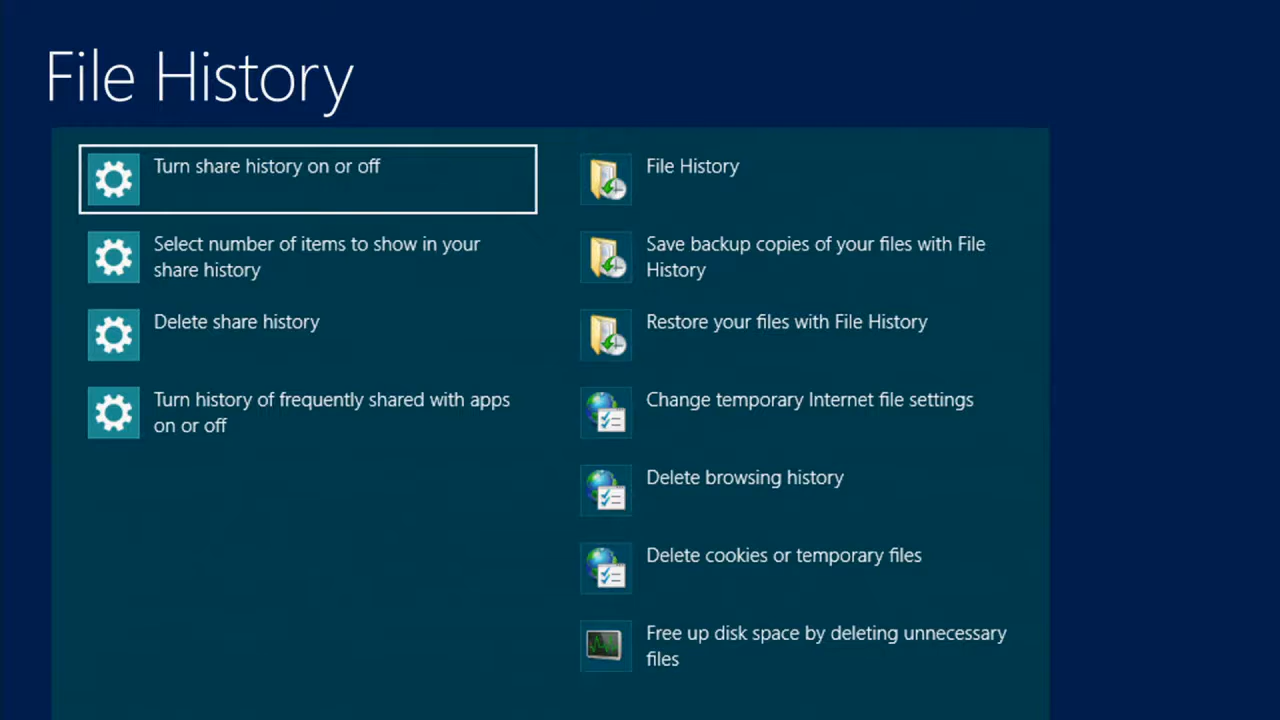 File History
Turn share history on or off
Select number of items to show in your
share history
Delete share history
Turn history of frequently shared with apps
on or off
File History
Save backup copies of your files with File
History
Restore your files with File History
Change temporary Internet file settings
Delete browsing history
Delete cookies or temporary files
Free up disk space by deleting unnecessary
files